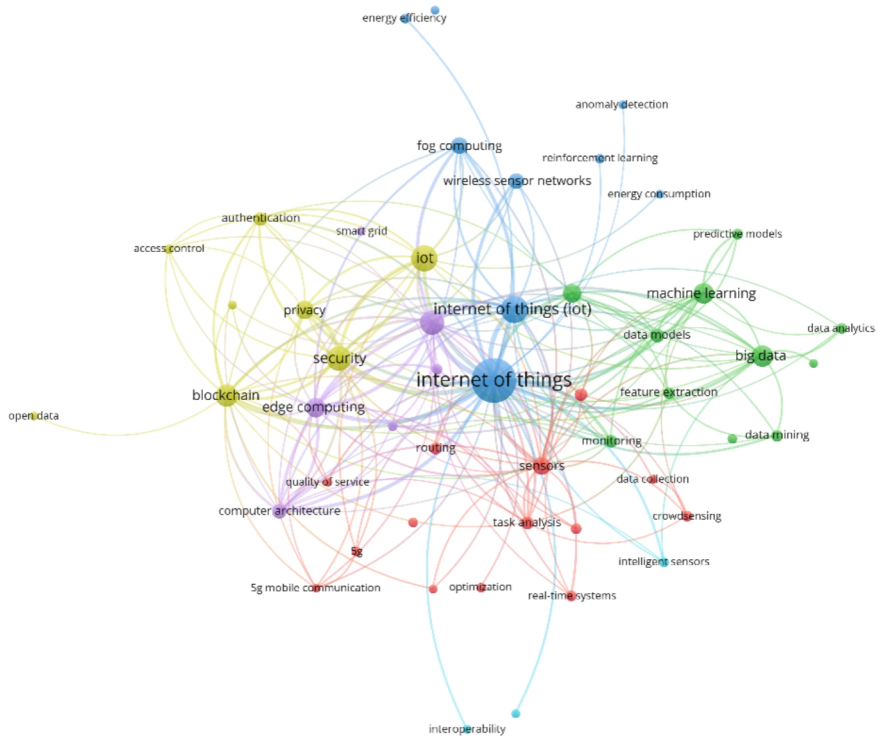 energy efficiency
anomaly detection
fog computing
reinforcement learning
wireless sensor networks
energy consumption
authentication
smart grid
predictive models
access control
iot
machine learning
privacy
internet of things (iot)
data models
data analytics
security
big data
internet of things
blockchain
edge computing
feature extraction
open data
monitoring
data mining
routing
sensors
quality of service
data collection
computer architecture
task analysis
crowdsensing
5g
intelligent sensors
5g mobile communication
optimization
real-time systems
interoperability